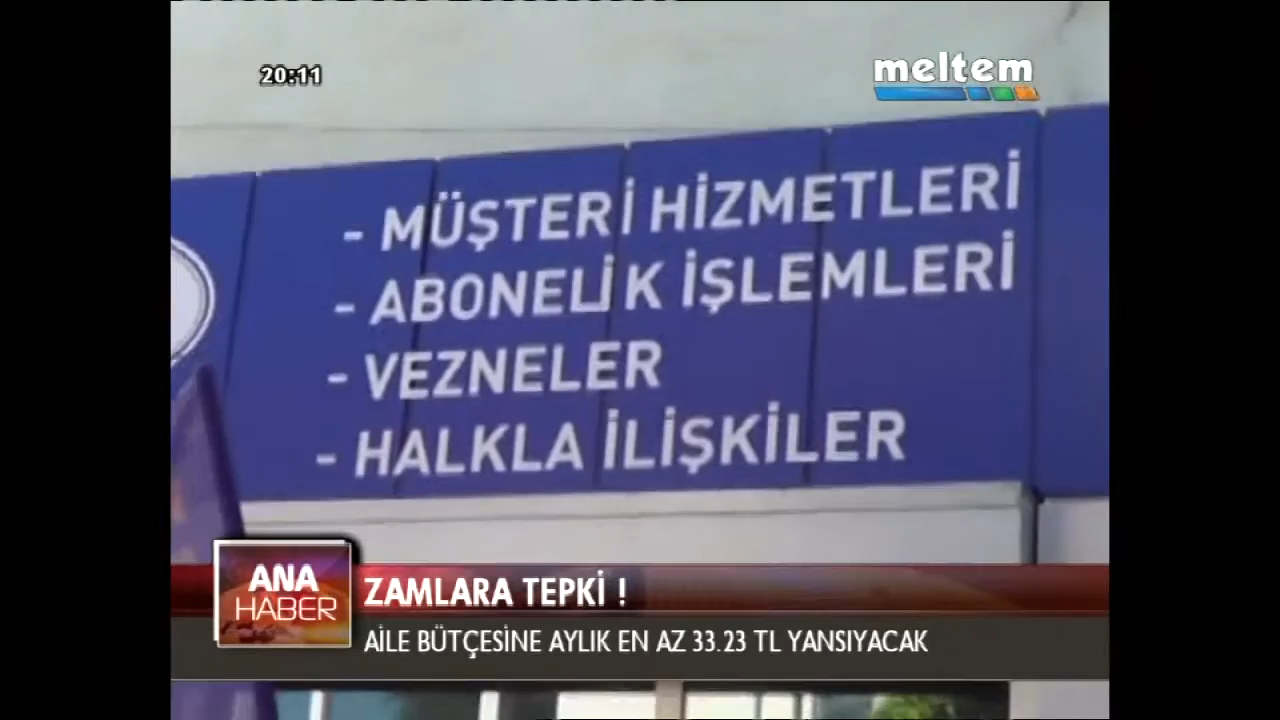 20:11
meltem
- MÜŞTERİ HİZMETLERİ
- ABONELİK İŞLEMLERİ
- VEZNELER
- HALKLA İLİŞKİLER
ANA
HABER
ZAMLARA TEPKİ !
AİLE BÜTÇESİNE AYLIK EN AZ 33.23 TL YANSIYACAK